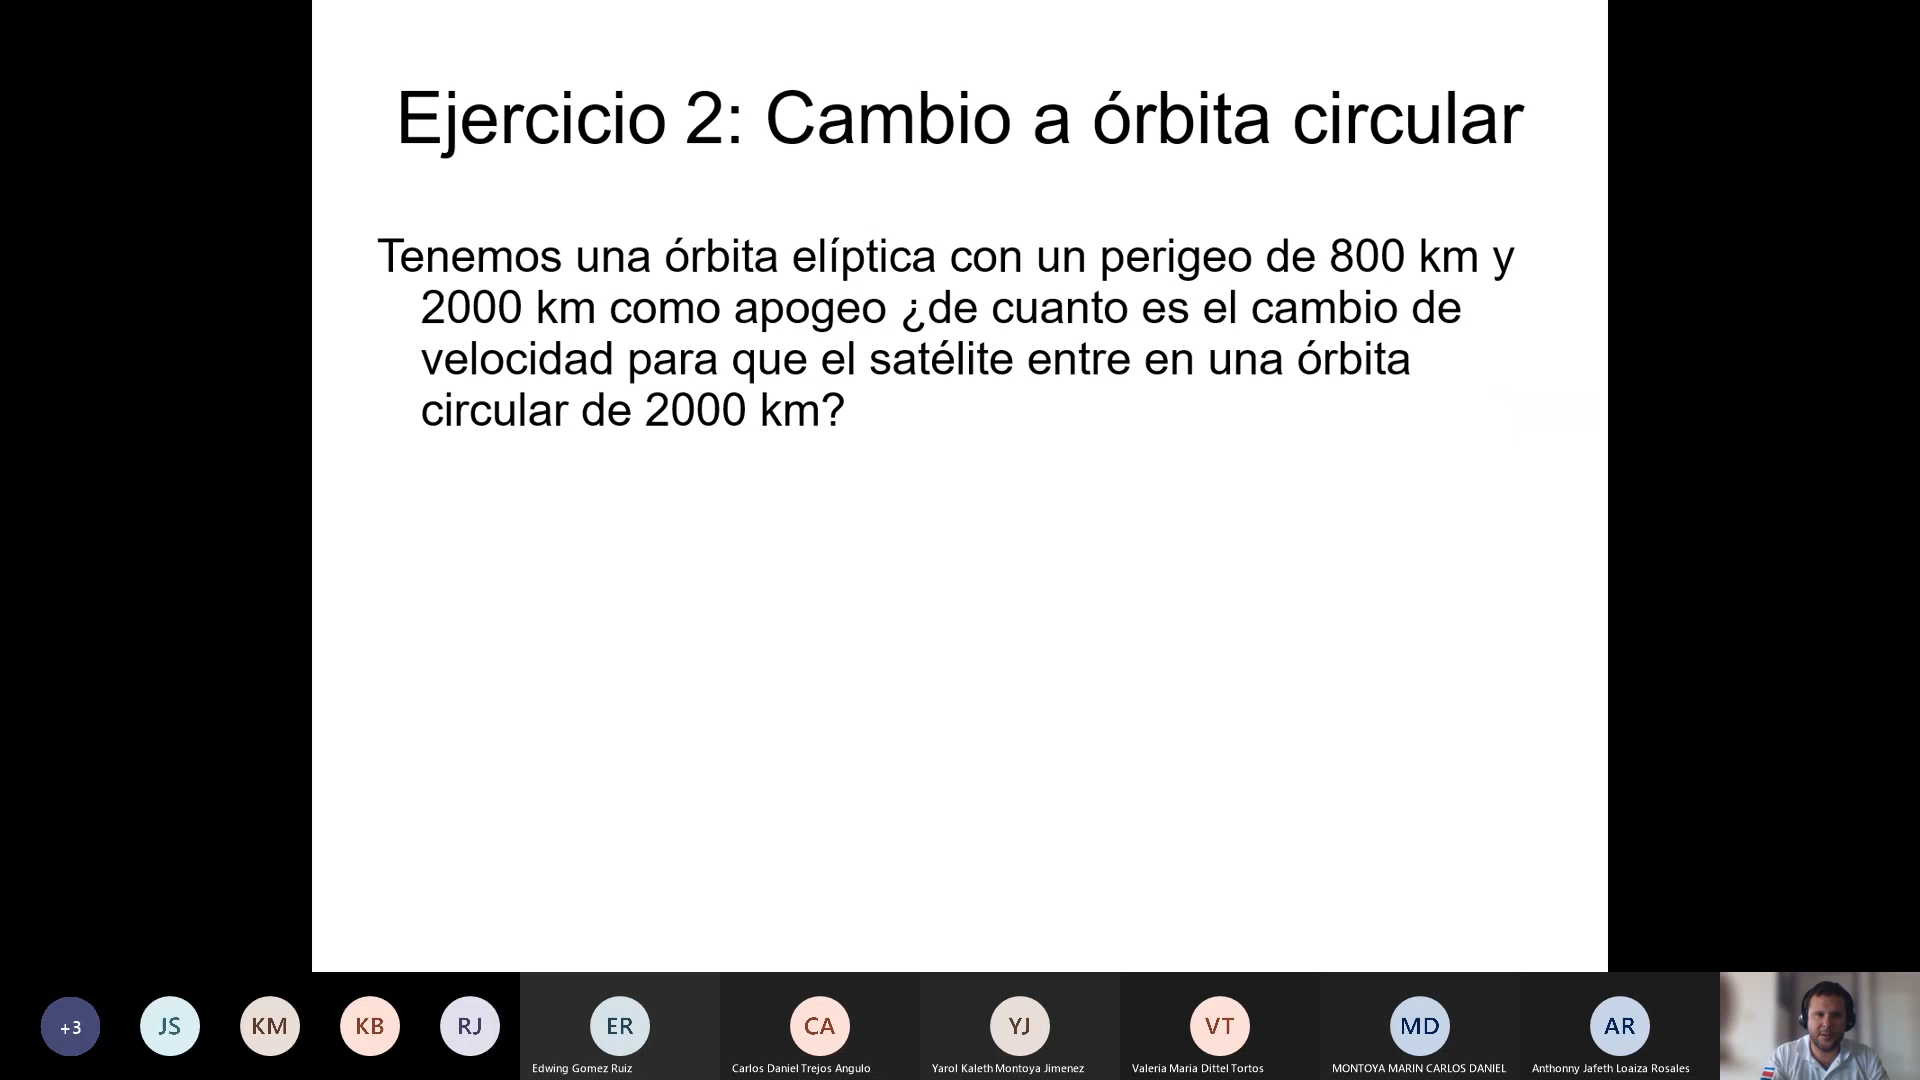 Ejercicio 2: Cambio a órbita circular
Tenemos una órbita elíptica con un perigeo de 800 km y
2000 km como apogeo ¿de cuanto es el cambio de
velocidad para que el satélite entre en una órbita
circular de 2000 km?
+3
JS
KM
KB
RJ
ER
CA
YJ
VT
MD
AR
Edwing Gomez Ruiz
Carlos Daniel Trejos Angulo
Yarol Kaleth Montoya Jimenez
Valeria Maria Dittel Tortos
MONTOYA MARIN CARLOS DANIEL
Anthonny Jafeth Loaiza Rosales